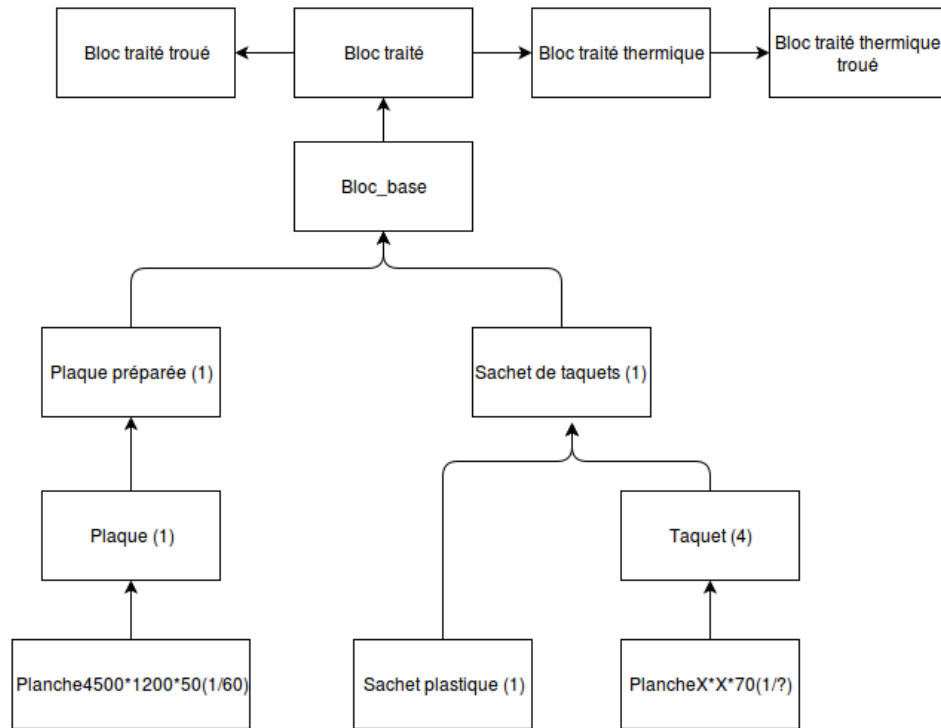 Bloc traité troué
Bloc traité
Bloc traité thermique
Bloc traité thermique
troué
Bloc_base
Plaque préparée (1)
Sachet de taquets (1)
Plaque (1)
Taquet (4)
Planche4500*1200*50(1/60)
Sachet plastique (1)
PlancheX*X*70(1/?)